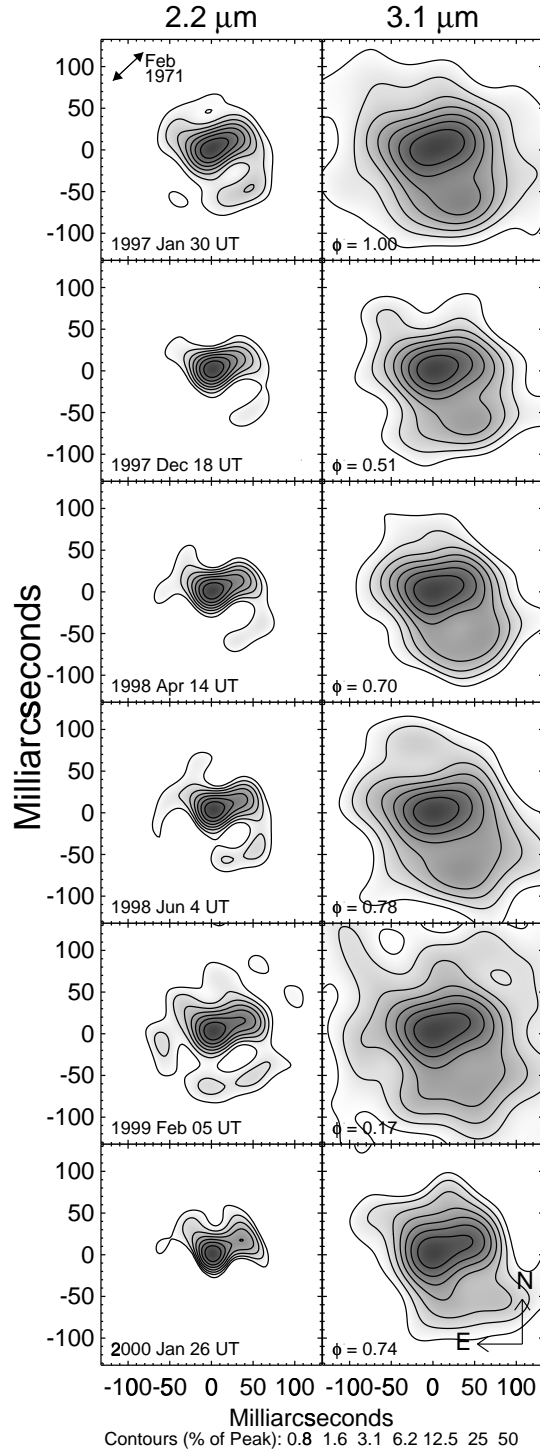 2.2 μm 3.1 μm
Feb
1971
100
50
0
-50
-100
1997 Jan 30 UT
ϕ = 1.00
100
50
0
-50
-100
1997 Dec 18 UT
ϕ = 0.51
100
50
0
-50
-100
1998 Apr 14 UT
ϕ = 0.70
Milliarcseconds
100
50
0
-50
-100
1998 Jun 4 UT
ϕ = 0.78
100
50
0
-50
-100
1999 Feb 05 UT
ϕ = 0.17
100
50
0
-50
-100
2000 Jan 26 UT
ϕ = 0.74
N
E
-100 -50 0 50 100 -100 -50 0 50 100
Milliarcseconds
Contours (% of Peak): 0.8 1.6 3.1 6.2 12.5 25 50